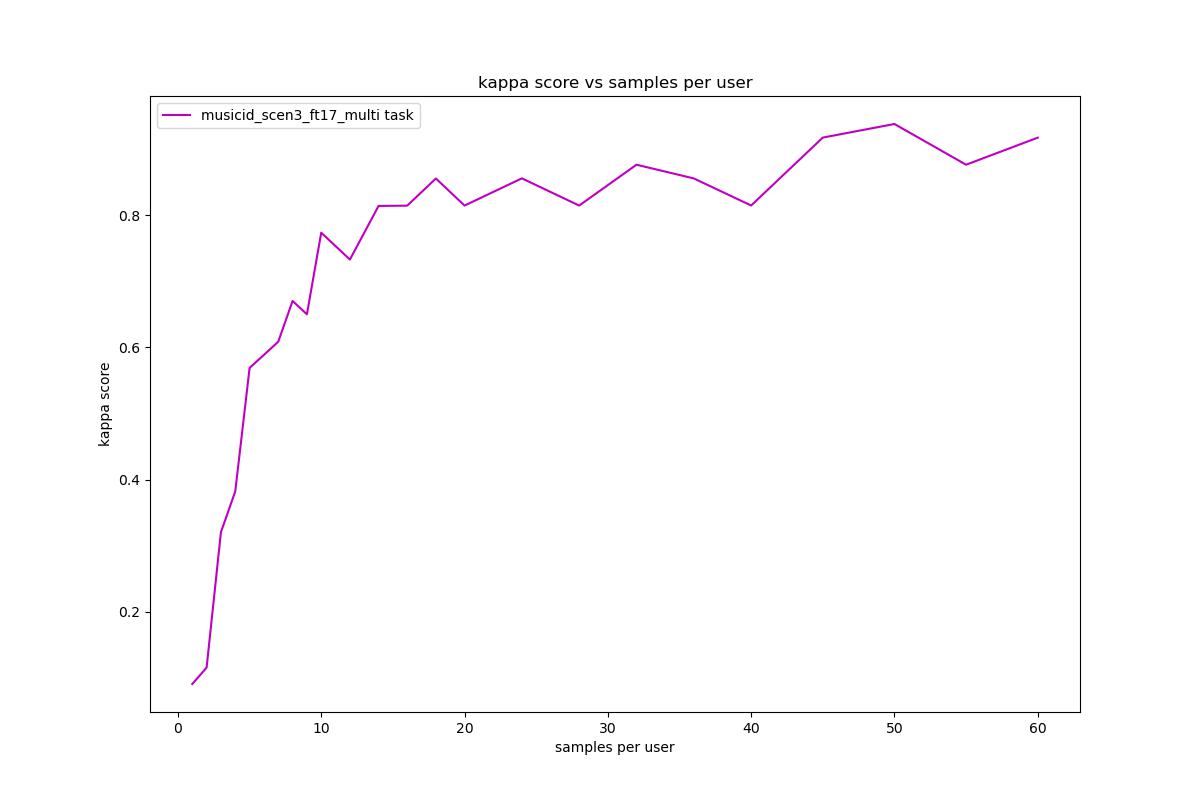 kappa score vs samples per user
musicid_scen3_ft17_multi task
kappa score
0.8
0.6
0.4
0.2
0 10 20 30 40 50 60
samples per user